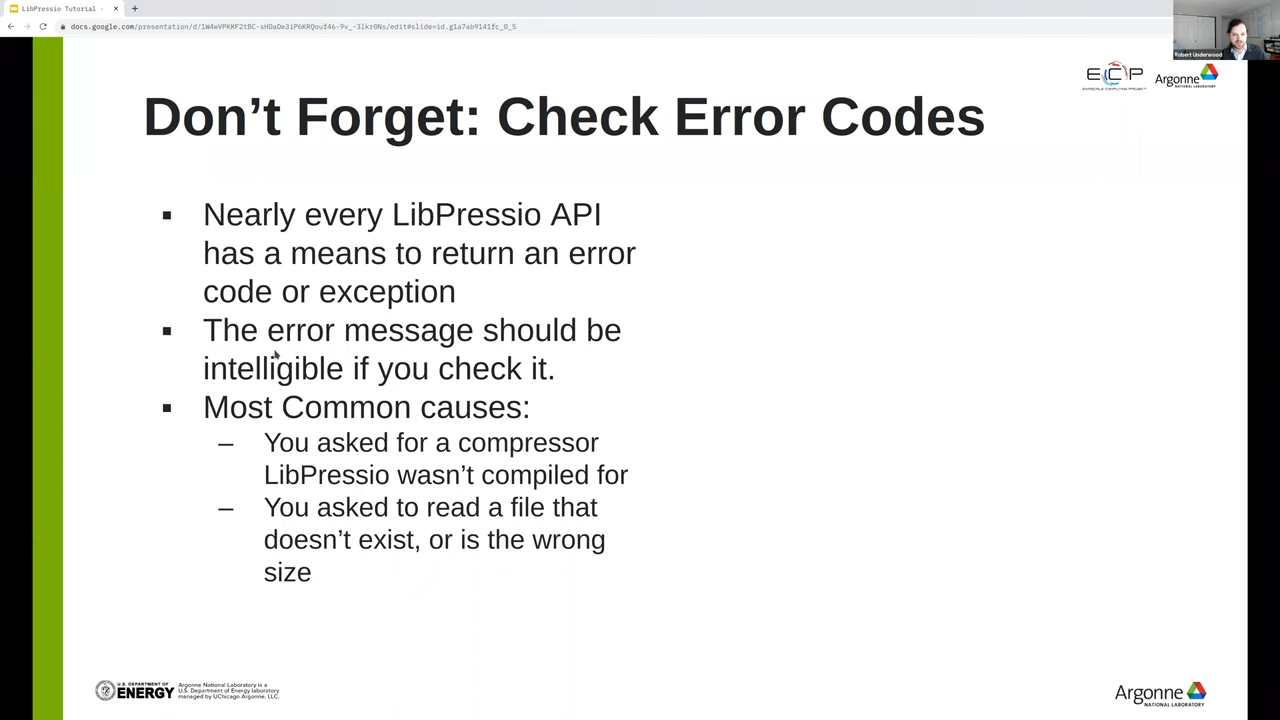 LibPressio Tutorial -
docs.google.com/presentation/d/1W4wVPKKF2tBC-sHDaDe3iP6KRQouf46-9v_-3lkr0Ns/edit#slide=id.g1a7ab9141fc_0_5
Robert Underwood
ECP
EXASCALE COMPUTING PROJECT
Argonne
NATIONAL LABORATORY
Don't Forget: Check Error Codes
▪ Nearly every LibPressio API
has a means to return an error
code or exception
▪ The error message should be
intelligible if you check it.
▪ Most Common causes:
– You asked for a compressor
LibPressio wasn't compiled for
– You asked to read a file that
doesn't exist, or is the wrong
size
U.S. DEPARTMENT OF
ENERGY
Argonne National Laboratory is a
U.S. Department of Energy laboratory
managed by UChicago Argonne, LLC.
Argonne
NATIONAL LABORATORY